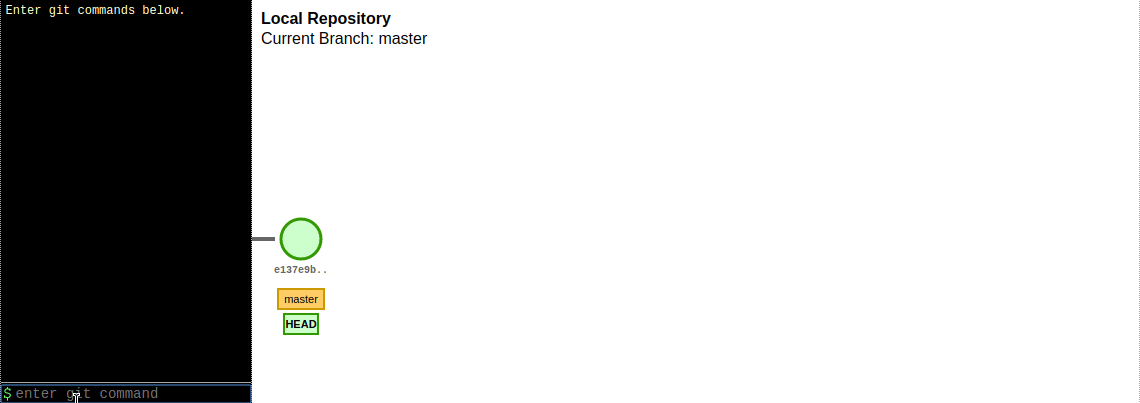 Enter git commands below.
Local Repository
Current Branch: master
e137e9b..
master
HEAD
$ enter git command